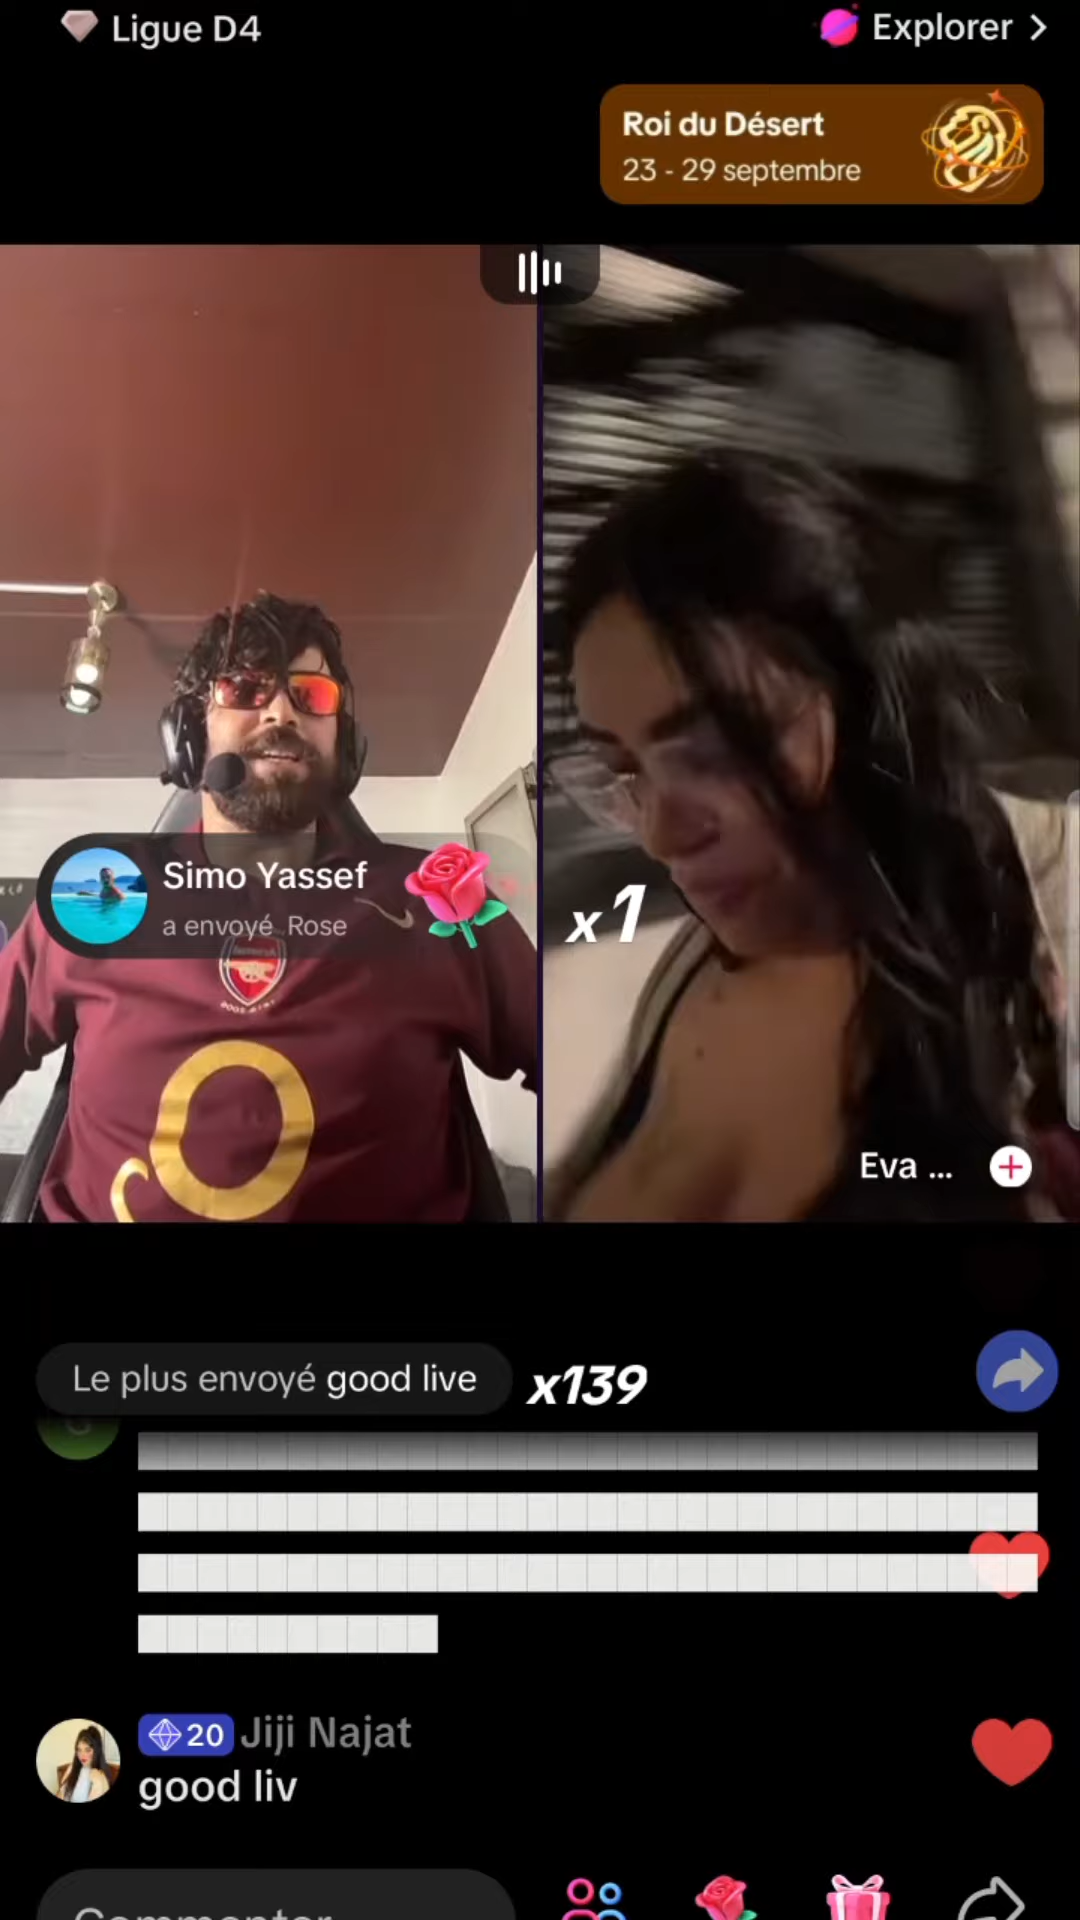 Ligue D4
Explorer >
Roi du Désert
23 - 29 septembre
Simo Yassef
a envoyé Rose
x1
Eva ...
Le plus envoyé good live
x139
20 Jiji Najat
good liv
Commenter